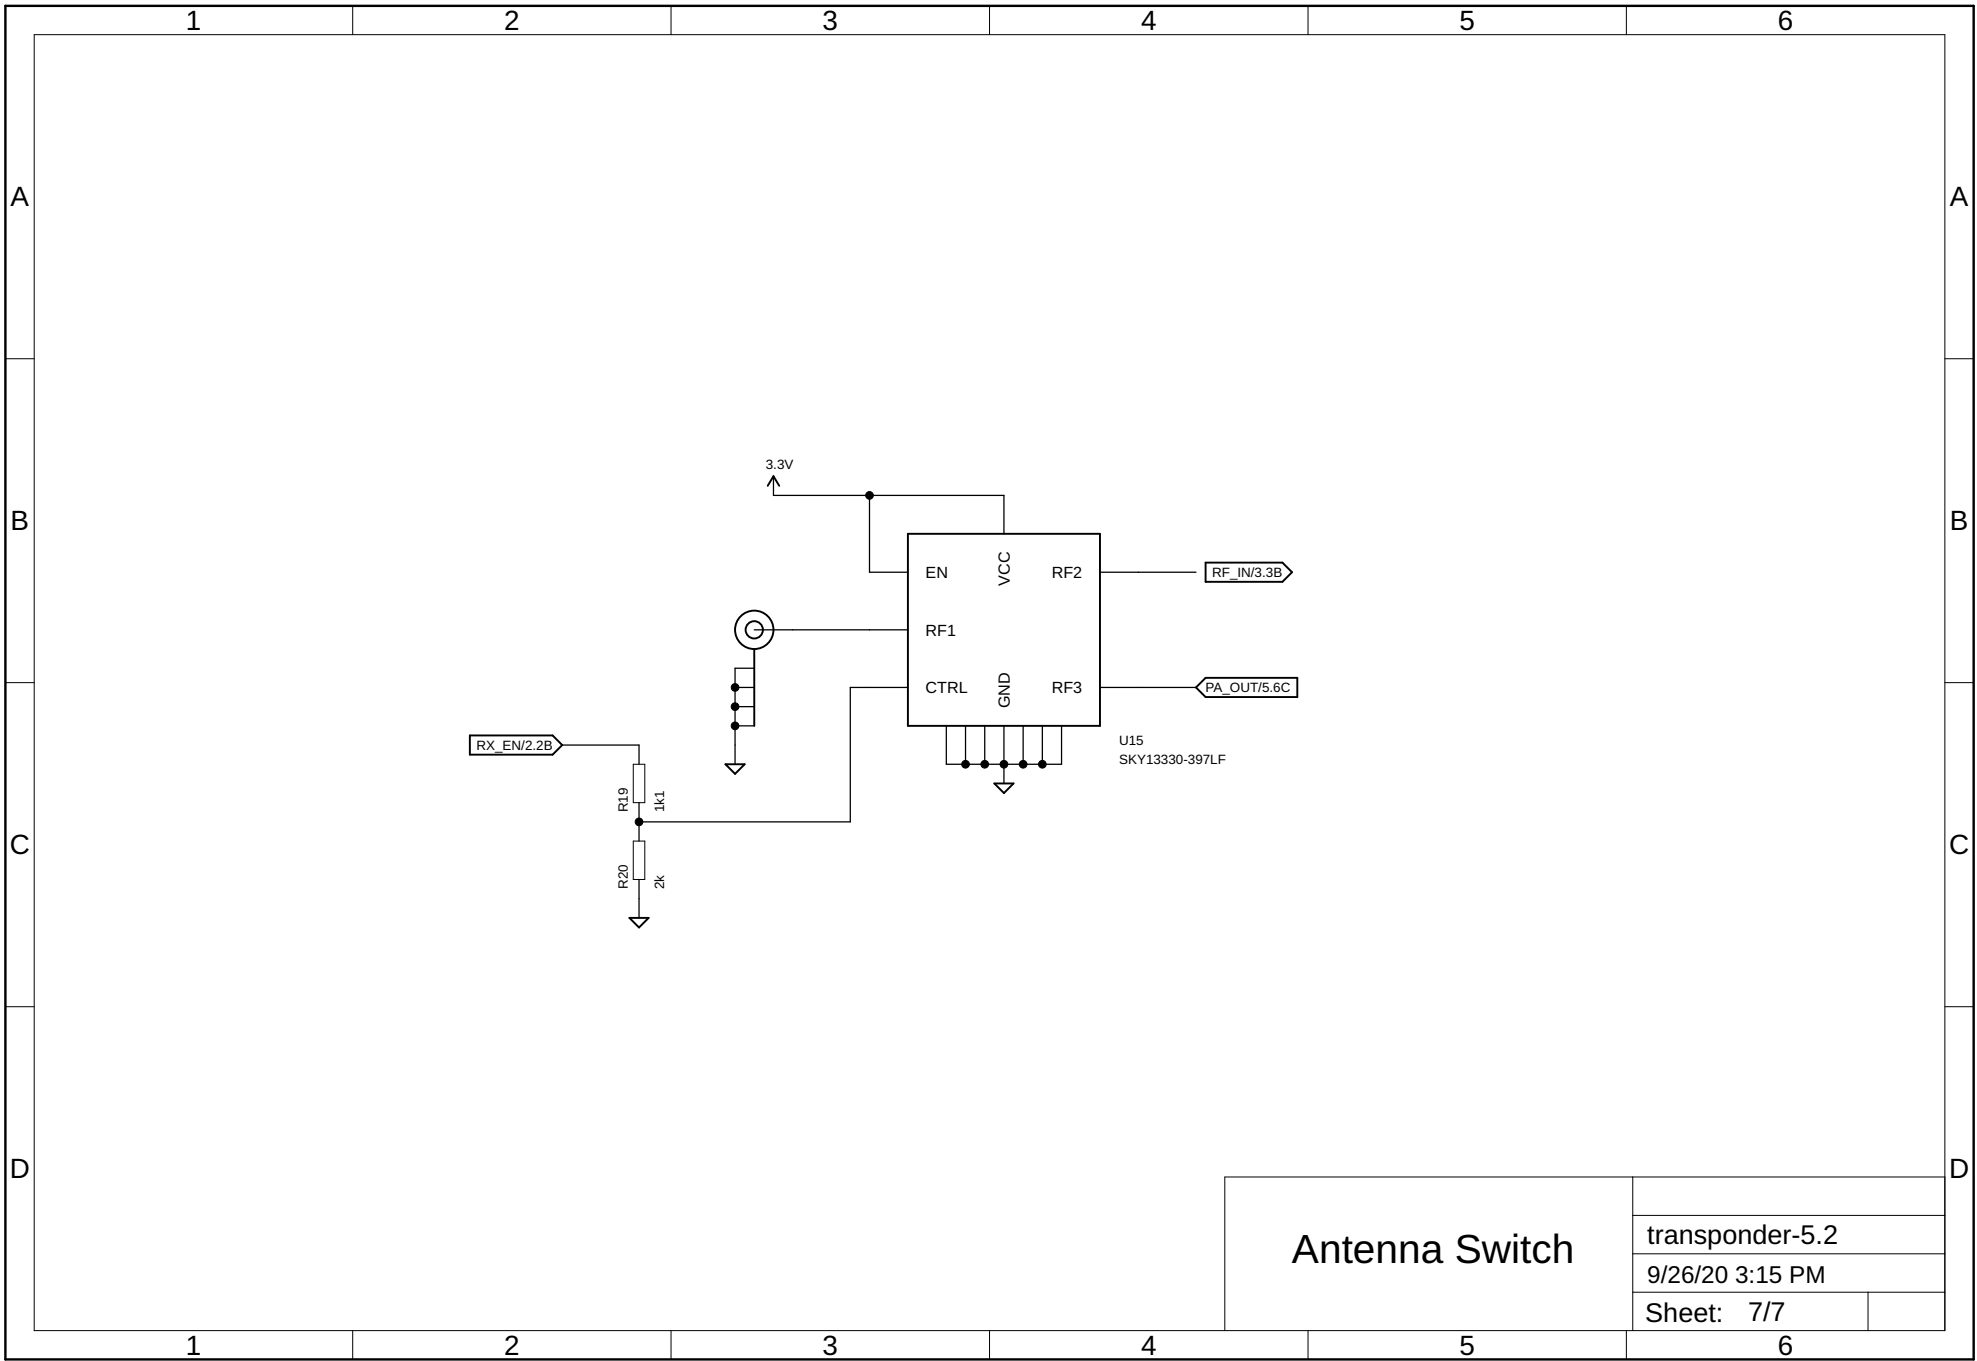 1 2 3 4 5 6
A A
3.3V
B B
EN VCC RF2 RF_IN/3.3B
RF1
CTRL GND RF3 PA_OUT/5.6C
RX_EN/2.2B
U15
SKY13330-397LF
R19 1k1
C C
R20 2k
D D
Antenna Switch
transponder-5.2
9/26/20 3:15 PM
Sheet: 7/7
1 2 3 4 5 6